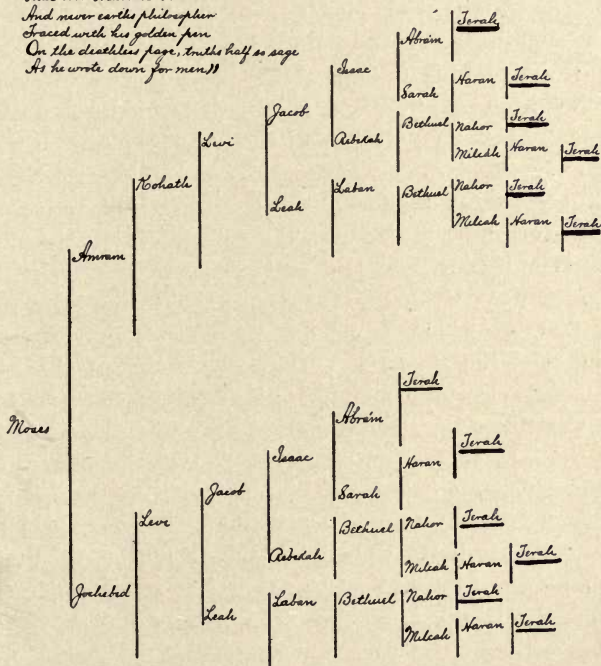 And never earths philosopher
Traced with his golden pen
On the deathless page, truths half so sage
As he wrote down for men"
Terah
Abram
Isaac
Haran Terah
Sarah
Jacob
Bethuel Nahor Terah
Levi
Rebekah
Milcah Haran Terah
Kohath
Laban Bethuel Nahor Terah
Leah
Milcah Haran Terah
Amram
Terah
Abram
Moses
Terah
Isaac
Haran
Jacob
Sarah
Levi
Bethuel Nahor Terah
Rebekah
Milcah Haran Terah
Jochebed
Laban Bethuel Nahor Terah
Leah
Milcah Haran Terah